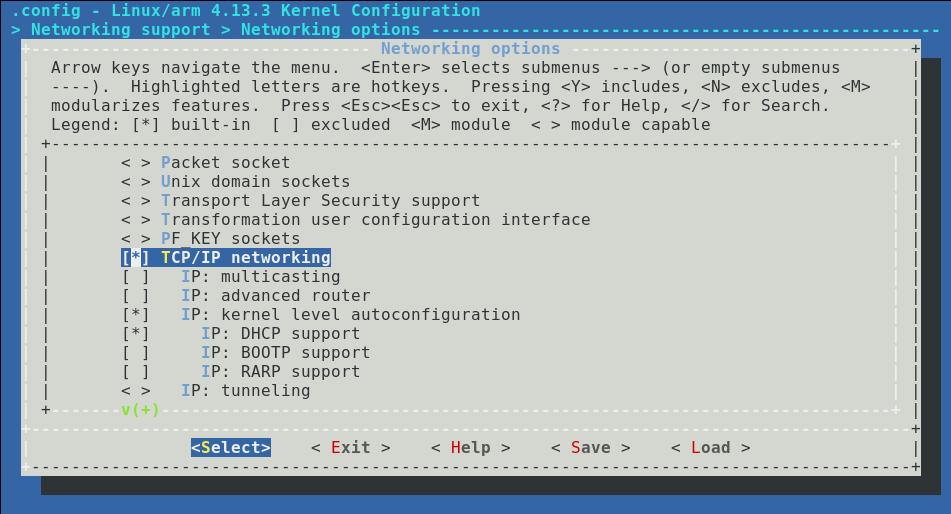 .config - Linux/arm 4.13.3 Kernel Configuration
> Networking support > Networking options
Networking options
Arrow keys navigate the menu.  <Enter> selects submenus ---> (or empty submenus
----).  Highlighted letters are hotkeys.  Pressing <Y> includes, <N> excludes, <M>
modularizes features.  Press <Esc><Esc> to exit, <?> for Help, </> for Search.
Legend: [*] built-in  [ ] excluded  <M> module  < > module capable
< > Packet socket
< > Unix domain sockets
< > Transport Layer Security support
< > Transformation user configuration interface
< > PF_KEY sockets
[*] TCP/IP networking
[ ]   IP: multicasting
[ ]   IP: advanced router
[*]   IP: kernel level autoconfiguration
[*]     IP: DHCP support
[ ]     IP: BOOTP support
[ ]     IP: RARP support
< >   IP: tunneling
v(+)
<Select>    < Exit >    < Help >    < Save >    < Load >